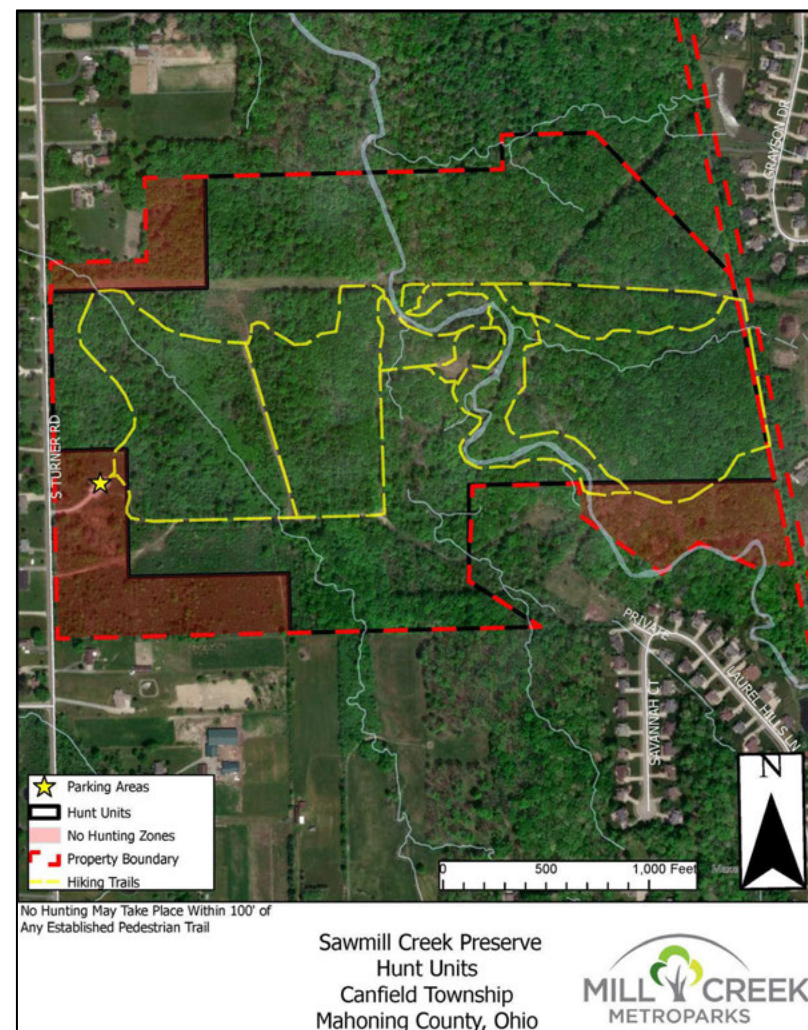 GRAYSON DR
S TURNER RD
PRIVATE
LAUREL HILLS LN
SAVANNAH CT
N
Parking Areas
Hunt Units
No Hunting Zones
Property Boundary
Hiking Trails
0 500 1,000 Feet
No Hunting May Take Place Within 100' of
Any Established Pedestrian Trail
Sawmill Creek Preserve
Hunt Units
Canfield Township
Mahoning County, Ohio
MILL CREEK
METROPARKS